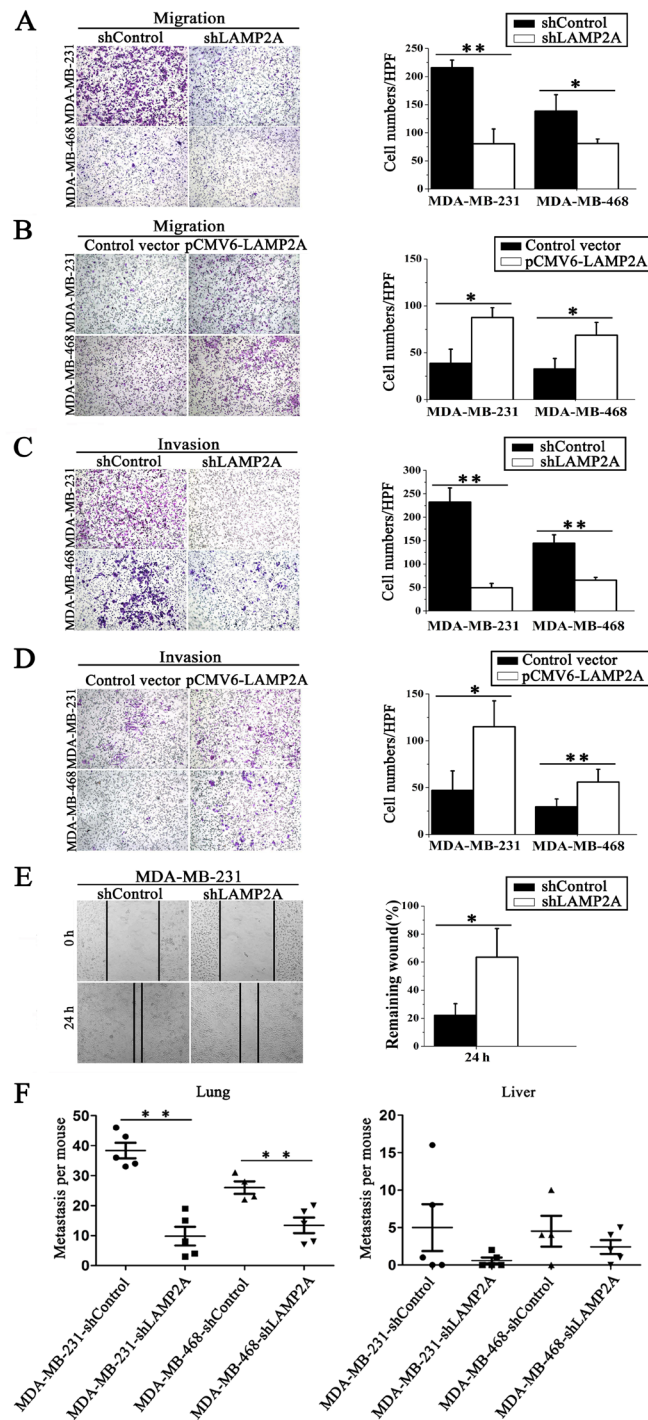 A
Migration
shControl shLAMP2A
MDA-MB-231
MDA-MB-468
shControl
shLAMP2A
Cell numbers/HPF
250
200
150
100
50
0
**
*
MDA-MB-231 MDA-MB-468
B
Migration
Control vector pCMV6-LAMP2A
MDA-MB-231
MDA-MB-468
Control vector
pCMV6-LAMP2A
Cell numbers/HPF
150
100
50
0
*
*
MDA-MB-231 MDA-MB-468
C
Invasion
shControl shLAMP2A
MDA-MB-231
MDA-MB-468
shControl
shLAMP2A
Cell numbers/HPF
300
250
200
150
100
50
0
**
**
MDA-MB-231 MDA-MB-468
D
Invasion
Control vector pCMV6-LAMP2A
MDA-MB-231
MDA-MB-468
Control vector
pCMV6-LAMP2A
Cell numbers/HPF
150
100
50
0
*
**
MDA-MB-231 MDA-MB-468
E
MDA-MB-231
shControl shLAMP2A
0 h
24 h
shControl
shLAMP2A
Remaining wound(%)
100
80
60
40
20
0
*
24 h
F
Lung
Metastasis per mouse
50
40
30
20
10
0
* *
* *
MDA-MB-231-shControl
MDA-MB-231-shLAMP2A
MDA-MB-468-shControl
MDA-MB-468-shLAMP2A
Liver
Metastasis per mouse
20
15
10
5
0
MDA-MB-231-shControl
MDA-MB-231-shLAMP2A
MDA-MB-468-shControl
MDA-MB-468-shLAMP2A